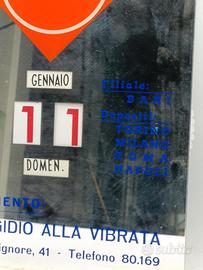 GENNAIO
11
DOMEN.
Filiale:
BARI
Depositi:
TORINO
MILANO
ROMA
NAPOLI
ENTO
GIDIO ALLA VIBRATA
ignore, 41 - Telefono 80.169
subito